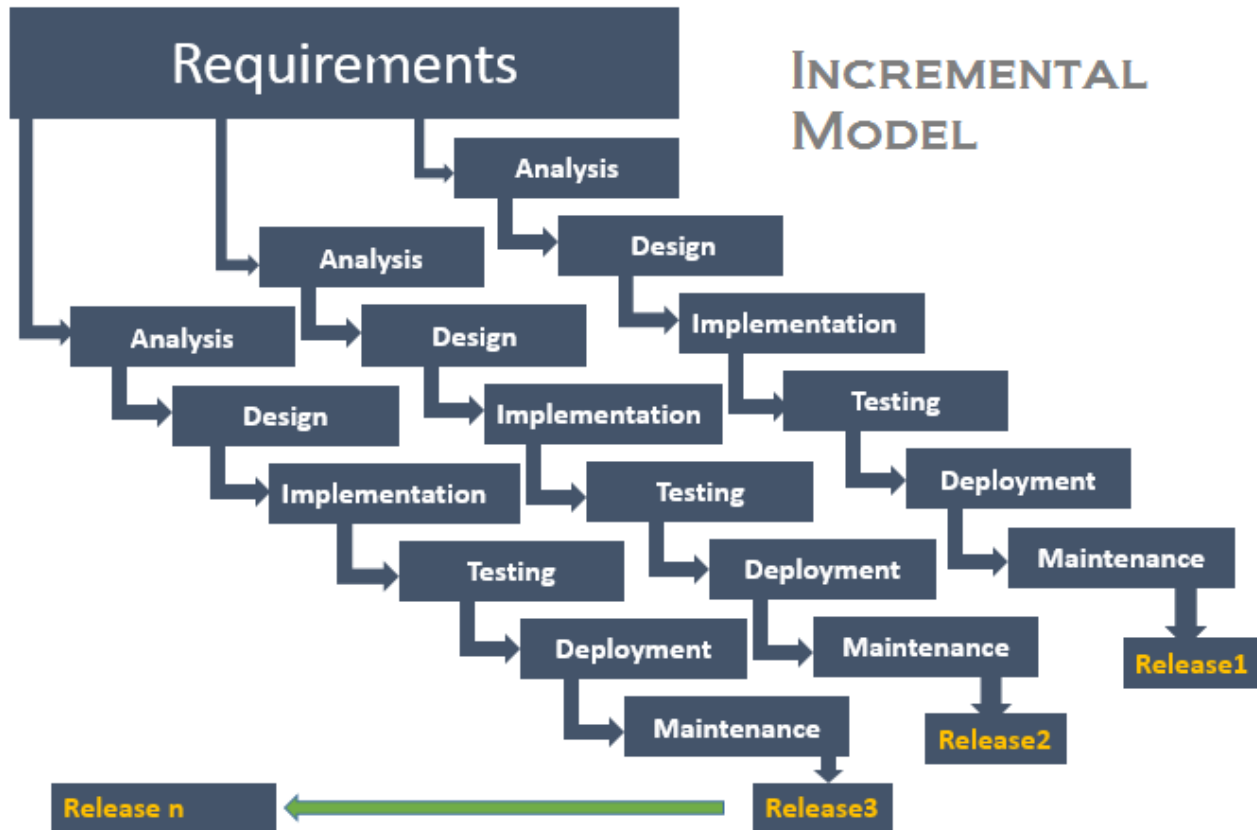 Requirements
INCREMENTAL
MODEL
Analysis
Design
Implementation
Testing
Deployment
Maintenance
Release1
Analysis
Design
Implementation
Testing
Deployment
Maintenance
Release2
Analysis
Design
Implementation
Testing
Deployment
Maintenance
Release3
Release n